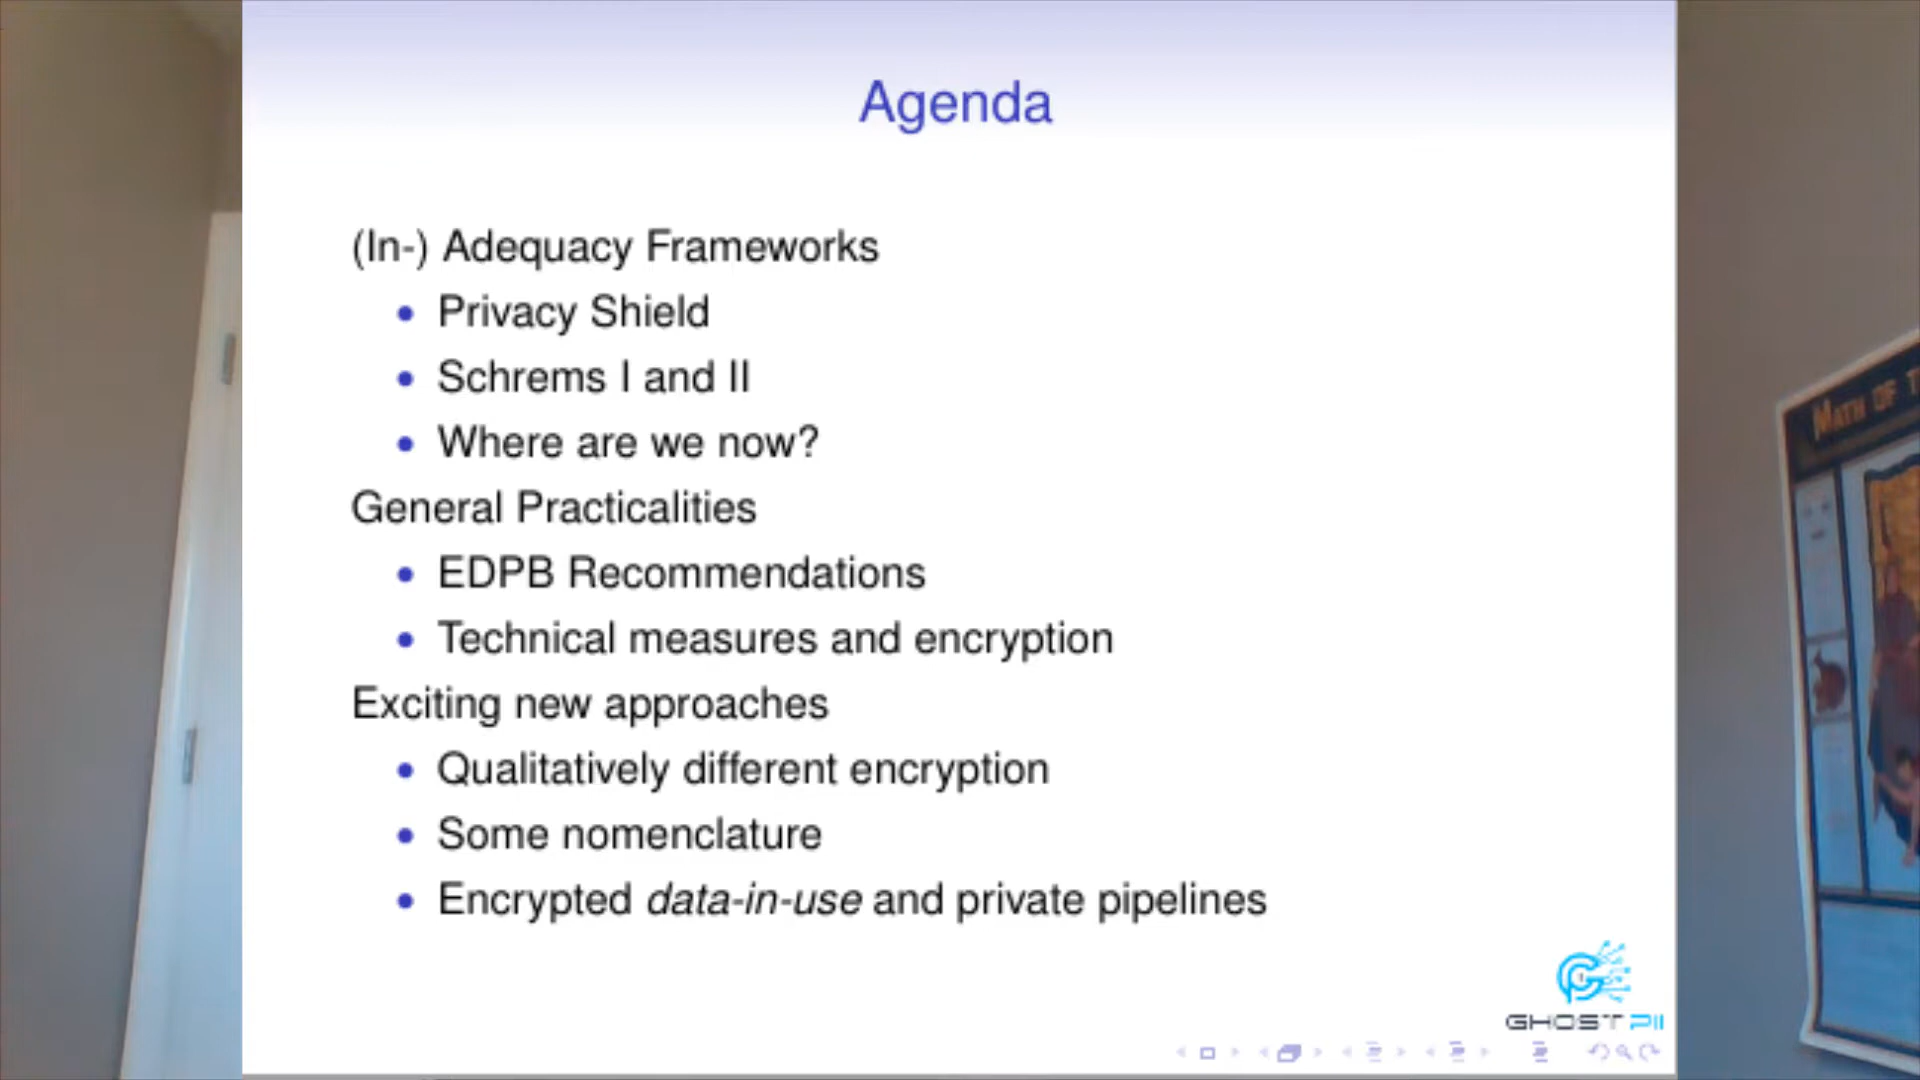 Agenda
(In-) Adequacy Frameworks
• Privacy Shield
• Schrems I and II
• Where are we now?
General Practicalities
• EDPB Recommendations
• Technical measures and encryption
Exciting new approaches
• Qualitatively different encryption
• Some nomenclature
• Encrypted data-in-use and private pipelines
GHOST PII
MATH OF T